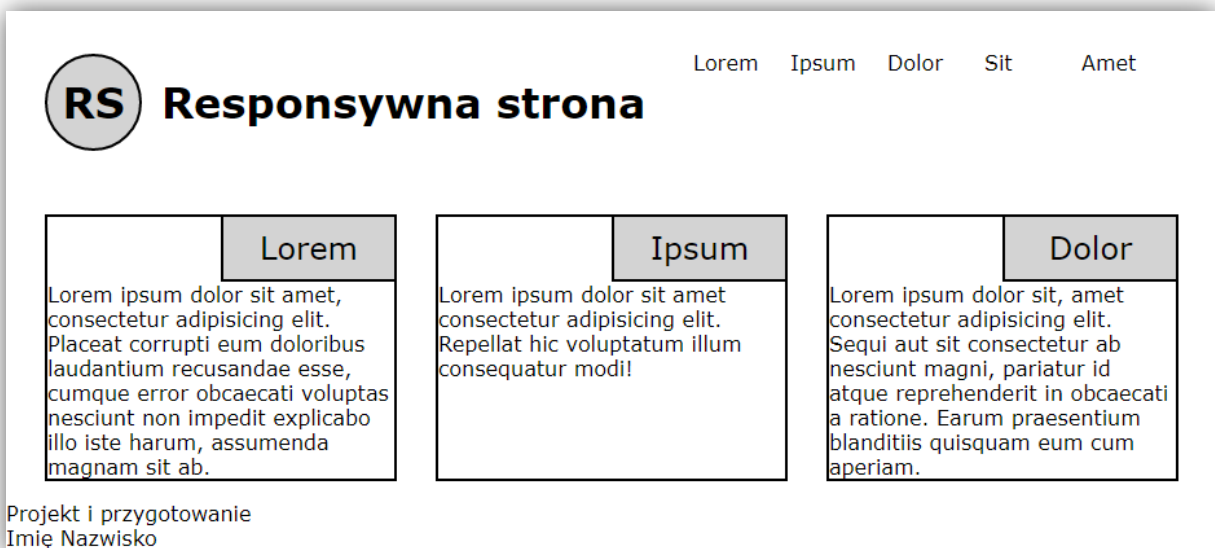 RS Responsywna strona
Lorem Ipsum Dolor Sit Amet
Lorem
Lorem ipsum dolor sit amet,
consectetur adipisicing elit.
Placeat corrupti eum doloribus
laudantium recusandae esse,
cumque error obcaecati voluptas
nesciunt non impedit explicabo
illo iste harum, assumenda
magnam sit ab.
Ipsum
Lorem ipsum dolor sit amet
consectetur adipisicing elit.
Repellat hic voluptatum illum
consequatur modi!
Dolor
Lorem ipsum dolor sit, amet
consectetur adipisicing elit.
Sequi aut sit consectetur ab
nesciunt magni, pariatur id
atque reprehenderit in obcaecati
a ratione. Earum praesentium
blanditiis quisquam eum cum
aperiam.
Projekt i przygotowanie
Imię Nazwisko